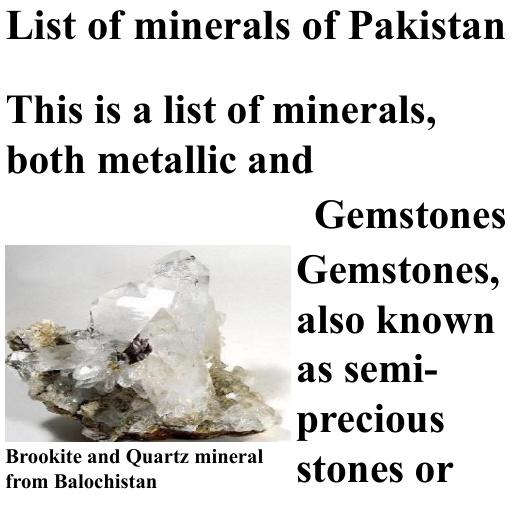 List of minerals of Pakistan
This is a list of minerals,
both metallic and
Gemstones
Gemstones,
also known
as semi-
precious
stones or
Brookite and Quartz mineral
from Balochistan